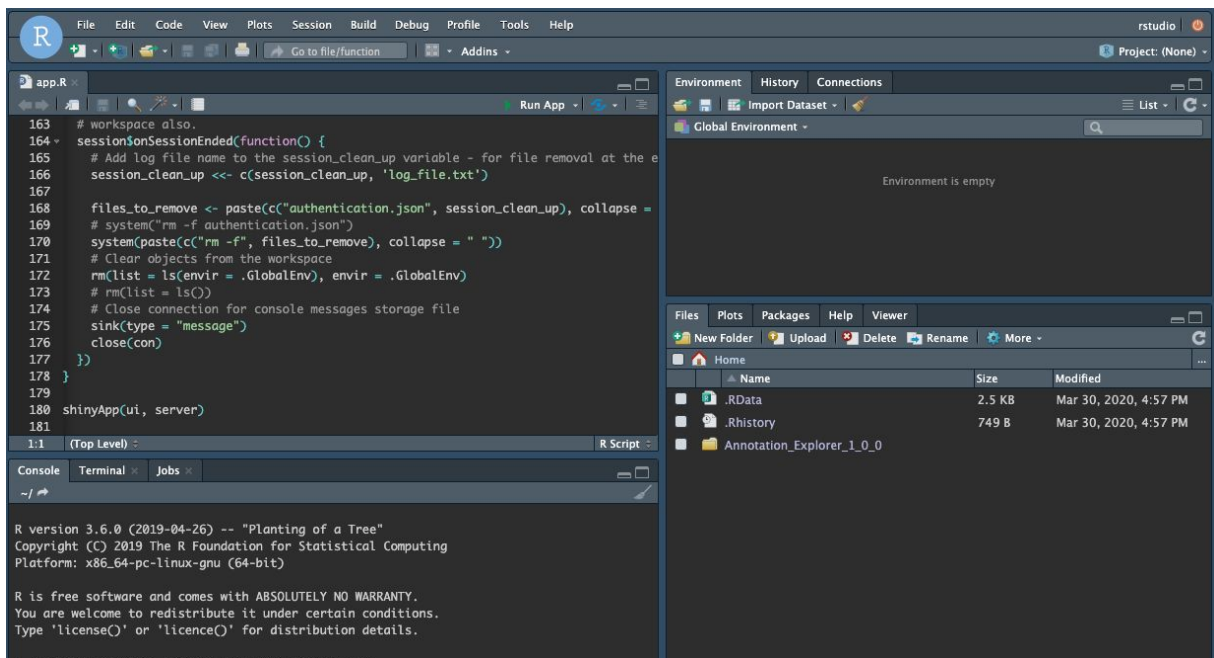 R
File Edit Code View Plots Session Build Debug Profile Tools Help
rstudio
Go to file/function
Addins
Project: (None)
app.R
Run App
163 # workspace also.
164 session$onSessionEnded(function() {
165 # Add log file name to the session_clean_up variable - for file removal at the e
166 session_clean_up <<- c(session_clean_up, 'log_file.txt')
167
168 files_to_remove <- paste(c("authentication.json", session_clean_up), collapse =
169 # system("rm -f authentication.json")
170 system(paste(c("rm -f", files_to_remove), collapse = " "))
171 # Clear objects from the workspace
172 rm(list = ls(envir = .GlobalEnv), envir = .GlobalEnv)
173 # rm(list = ls())
174 # Close connection for console messages storage file
175 sink(type = "message")
176 close(con)
177 })
178 }
179
180 shinyApp(ui, server)
181
1:1 (Top Level) R Script
Console Terminal Jobs
~/
R version 3.6.0 (2019-04-26) -- "Planting of a Tree"
Copyright (C) 2019 The R Foundation for Statistical Computing
Platform: x86_64-pc-linux-gnu (64-bit)
R is free software and comes with ABSOLUTELY NO WARRANTY.
You are welcome to redistribute it under certain conditions.
Type 'license()' or 'licence()' for distribution details.
Environment History Connections
Import Dataset
List
Global Environment
Environment is empty
Files Plots Packages Help Viewer
New Folder Upload Delete Rename More
Home
Name Size Modified
.RData 2.5 KB Mar 30, 2020, 4:57 PM
.Rhistory 749 B Mar 30, 2020, 4:57 PM
Annotation_Explorer_1_0_0